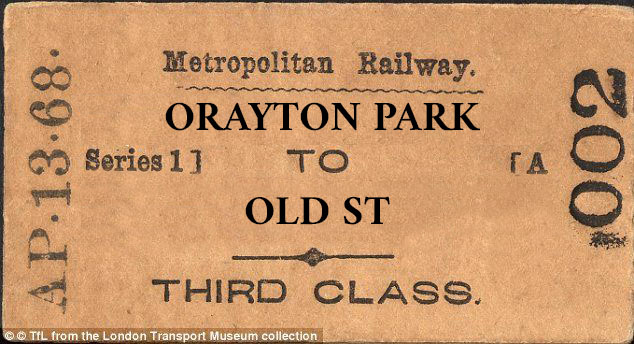 AP.13.68.
Metropolitan Railway.
ORAYTON PARK
Series 1] TO [A
OLD ST
THIRD CLASS.
002
© © TfL from the London Transport Museum collection